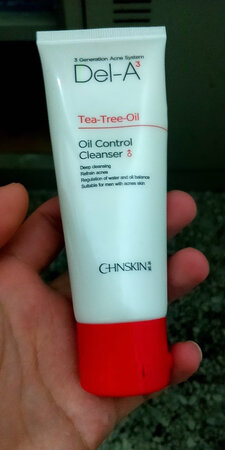 3 Generation Acne System
Del-A³
Tea-Tree-Oil
Oil Control
Cleanser
Deep cleansing
Refrain acnes
Regulation of water and oil balance
Suitable for men with acnes skin
CHNSKIN